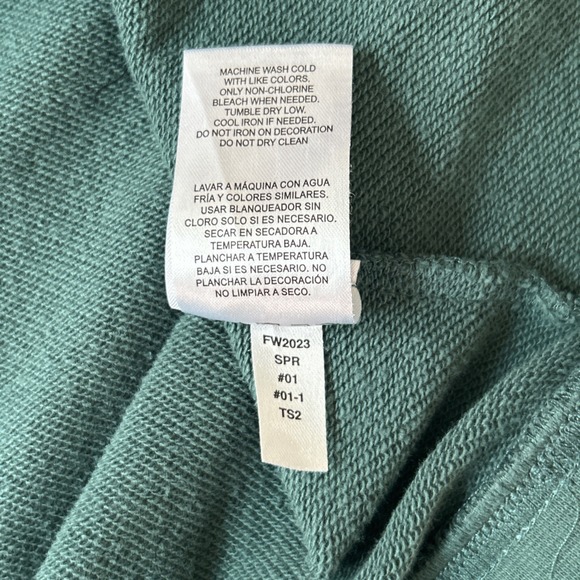 MACHINE WASH COLD
WITH LIKE COLORS.
ONLY NON-CHLORINE
BLEACH WHEN NEEDED.
TUMBLE DRY LOW.
COOL IRON IF NEEDED.
DO NOT IRON ON DECORATION
DO NOT DRY CLEAN
LAVAR A MÁQUINA CON AGUA
FRÍA Y COLORES SIMILARES.
USAR BLANQUEADOR SIN
CLORO SOLO SI ES NECESARIO.
SECAR EN SECADORA A
TEMPERATURA BAJA.
PLANCHAR A TEMPERATURA
BAJA SI ES NECESARIO. NO
PLANCHAR LA DECORACIÓN
NO LIMPIAR A SECO.
FW2023
SPR
#01
#01-1
TS2